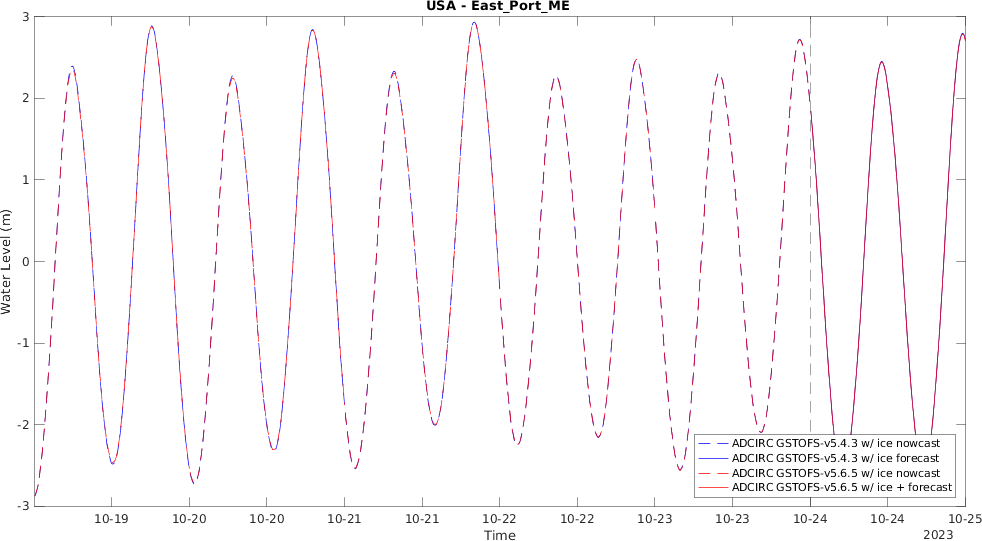 USA - East_Port_ME
Water Level (m)
3
2
1
0
-1
-2
-3
ADCIRC GSTOFS-v5.4.3 w/ ice nowcast
ADCIRC GSTOFS-v5.4.3 w/ ice forecast
ADCIRC GSTOFS-v5.6.5 w/ ice nowcast
ADCIRC GSTOFS-v5.6.5 w/ ice + forecast
10-19 10-20 10-20 10-21 10-21 10-22 10-22 10-23 10-23 10-24 10-24 10-25
Time
2023